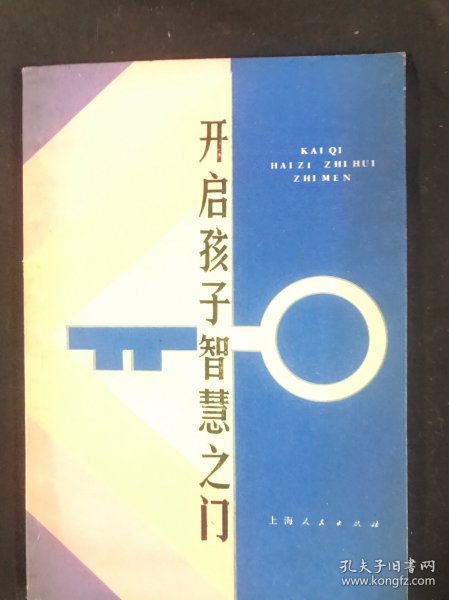 开启孩子智慧之门
KAI QI
HAI ZI ZHI HUI
ZHI MEN
上海人民出版社
孔夫子旧书网
www.kongfz.com